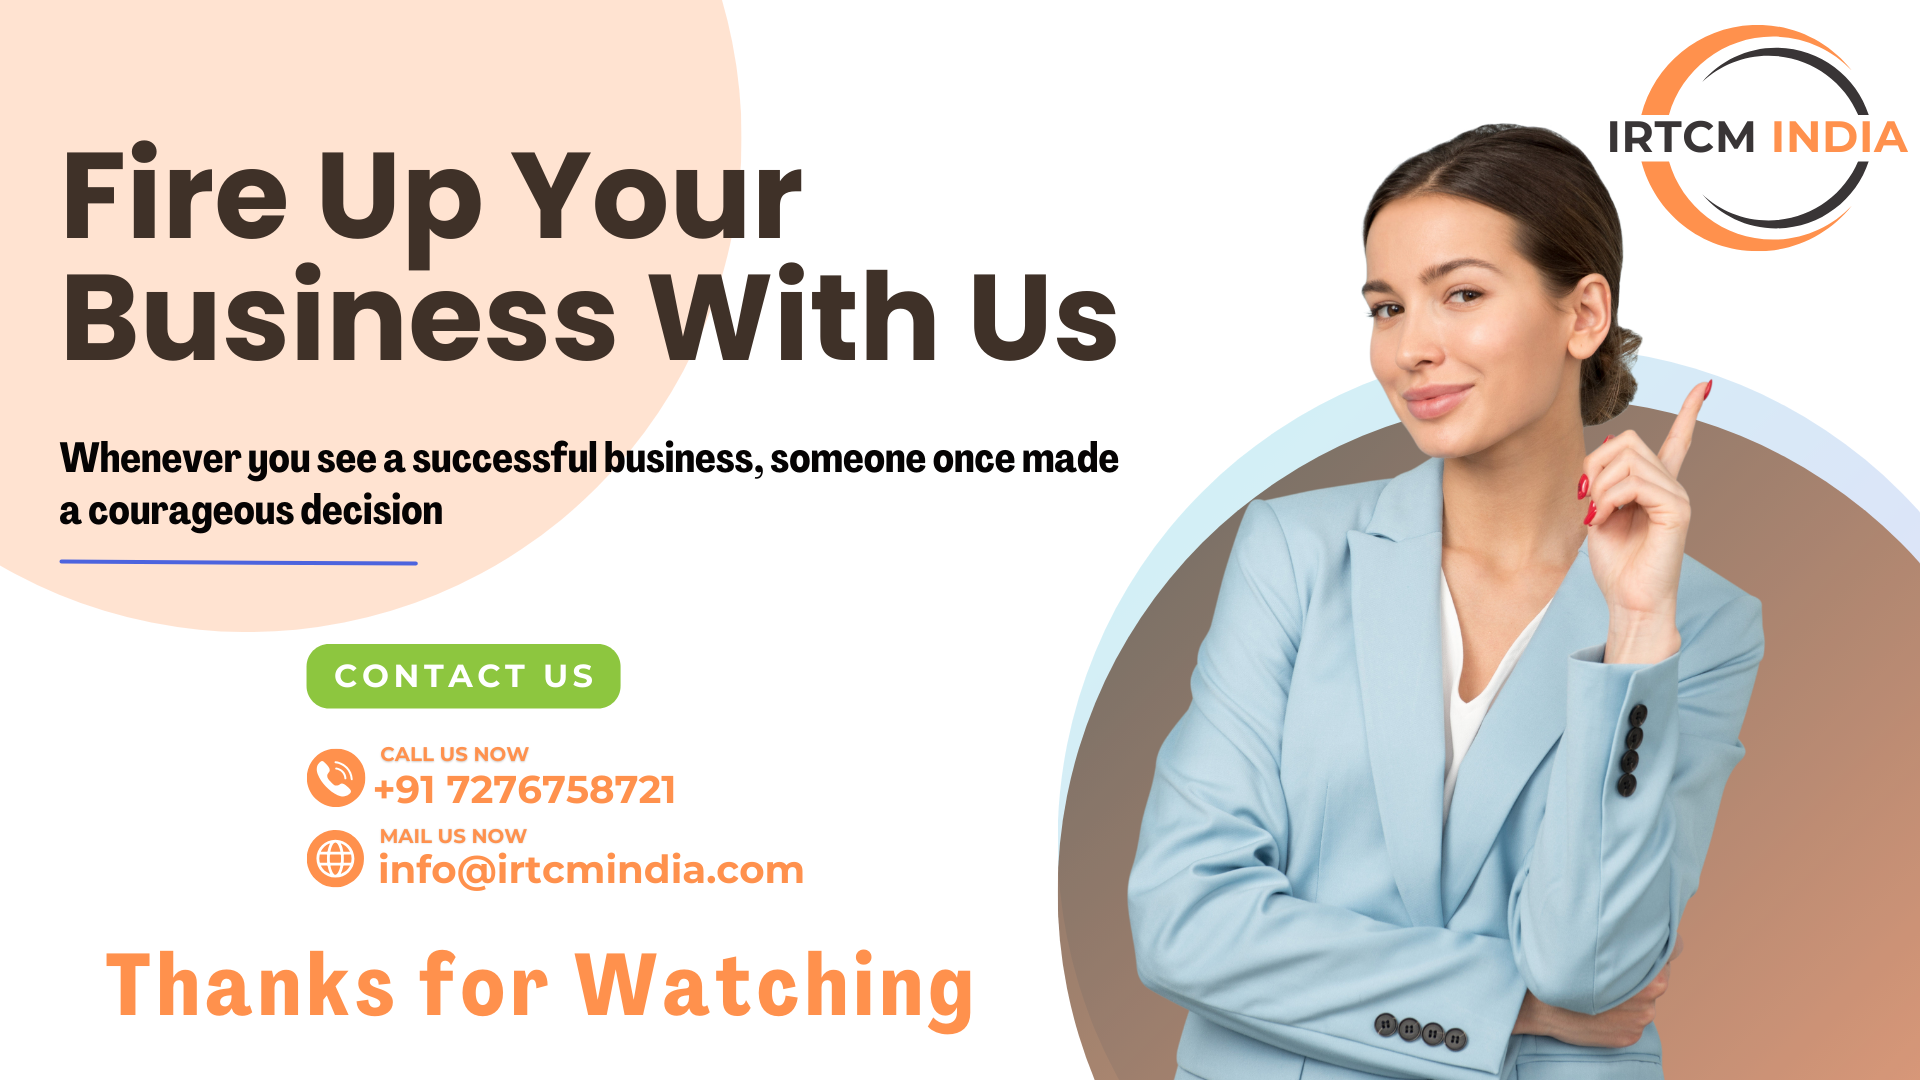 IRTCM INDIA
Fire Up Your
Business With Us
Whenever you see a successful business, someone once made
a courageous decision
CONTACT US
CALL US NOW
+91 7276758721
MAIL US NOW
info@irtcmindia.com
Thanks for Watching